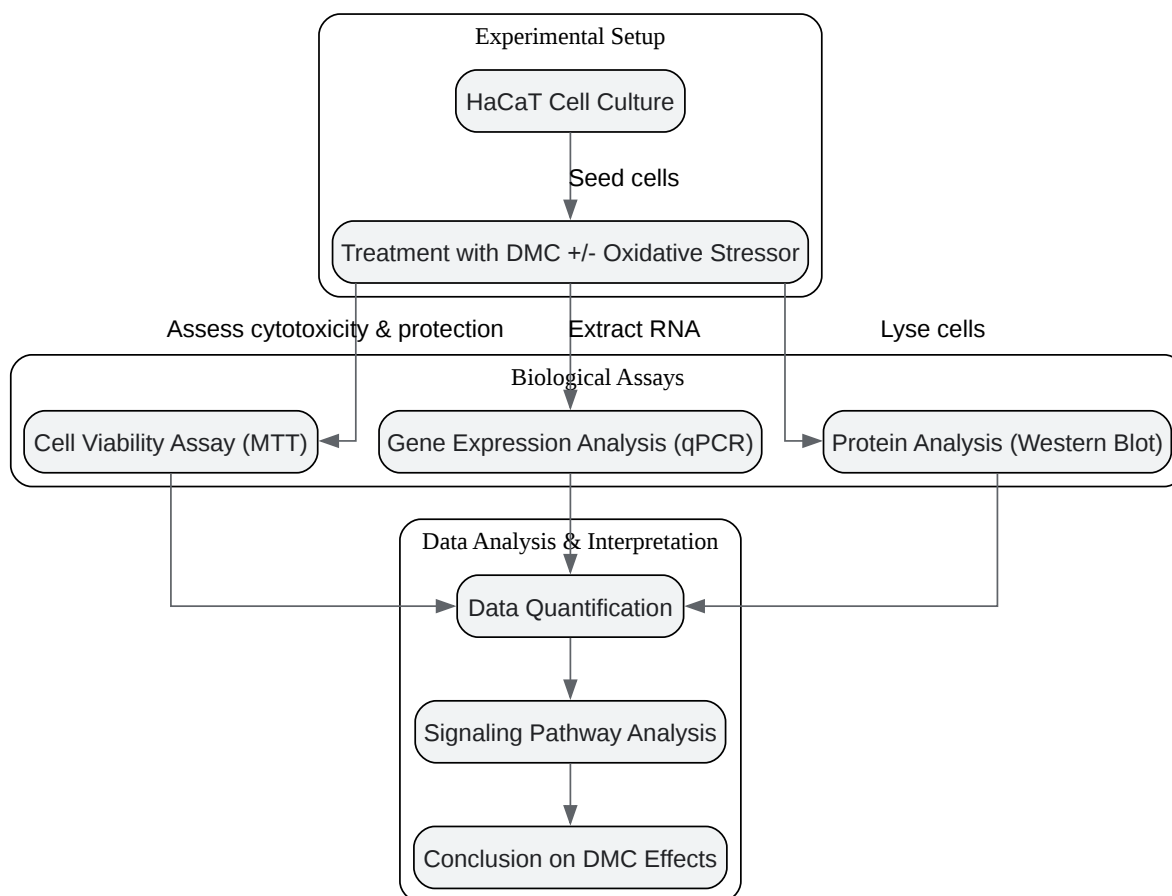 Experimental Setup
HaCaT Cell Culture
Seed cells
Treatment with DMC +/- Oxidative Stressor
Assess cytotoxicity & protection
Extract RNA
Lyse cells
Biological Assays
Cell Viability Assay (MTT)
Gene Expression Analysis (qPCR)
Protein Analysis (Western Blot)
Data Analysis & Interpretation
Data Quantification
Signaling Pathway Analysis
Conclusion on DMC Effects